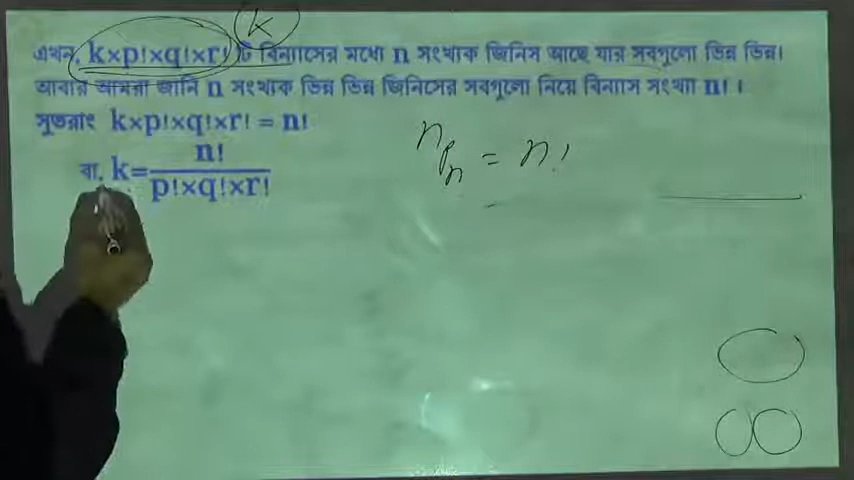 k
এখন, k×p!×q!×r! টি বিন্যাসের মধ্যে n সংখ্যক জিনিস আছে যার সবগুলো ভিন্ন ভিন্ন।
আবার আমরা জানি n সংখ্যক ভিন্ন ভিন্ন জিনিসের সবগুলো নিয়ে বিন্যাস সংখ্যা n! ।
সুতরাং k×p!×q!×r! = n!
বা, k= n! / p!×q!×r!
nPn = n!